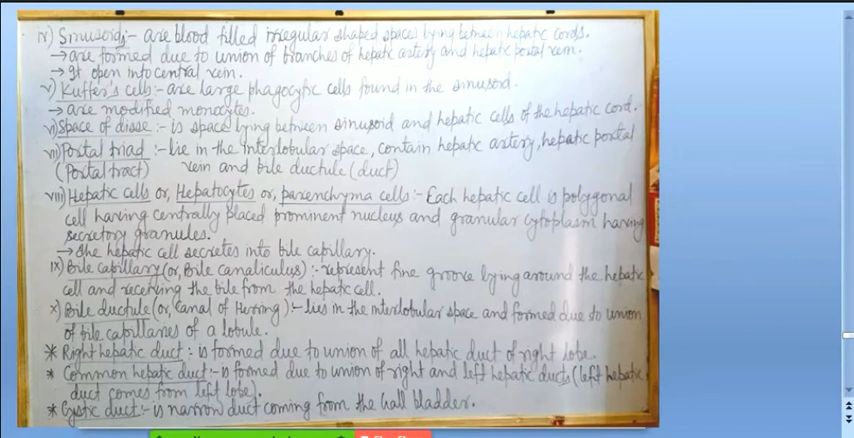 iv) Sinusoids:- are blood filled irregular shaped spaces lying between hepatic cords.
→ are formed due to union of branches of hepatic artery and hepatic portal vein.
→ It open into central vein.
v) Kuffer's cells:- are large phagocytic cells found in the sinusoid.
→ are modified monocytes.
vi) Space of disse:- is space lying between sinusoid and hepatic cells of the hepatic cord.
vii) Portal triad:- lie in the interlobular space, contain hepatic artery, hepatic portal
(Portal tract) vein and bile ductule (duct)
viii) Hepatic cells or, Hepatocytes or, parenchyma cells:- Each hepatic cell is polygonal
cell having centrally placed prominent nucleus and granular cytoplasm having
secretory granules.
→ The hepatic cell secretes into bile capillary.
ix) Bile capillary (or, Bile canaliculus):- represent fine groove lying around the hepatic
cell and receiving the bile from the hepatic cell.
x) Bile ductule (or, Canal of Herring):- lies in the interlobular space and formed due to union
of bile capillaries of a lobule.
* Right hepatic duct: is formed due to union of all hepatic duct of right lobe.
* Common hepatic duct:- is formed due to union of right and left hepatic ducts (left hepatic
duct comes from left lobe).
* Cystic duct:- is narrow duct coming from the Gall bladder.